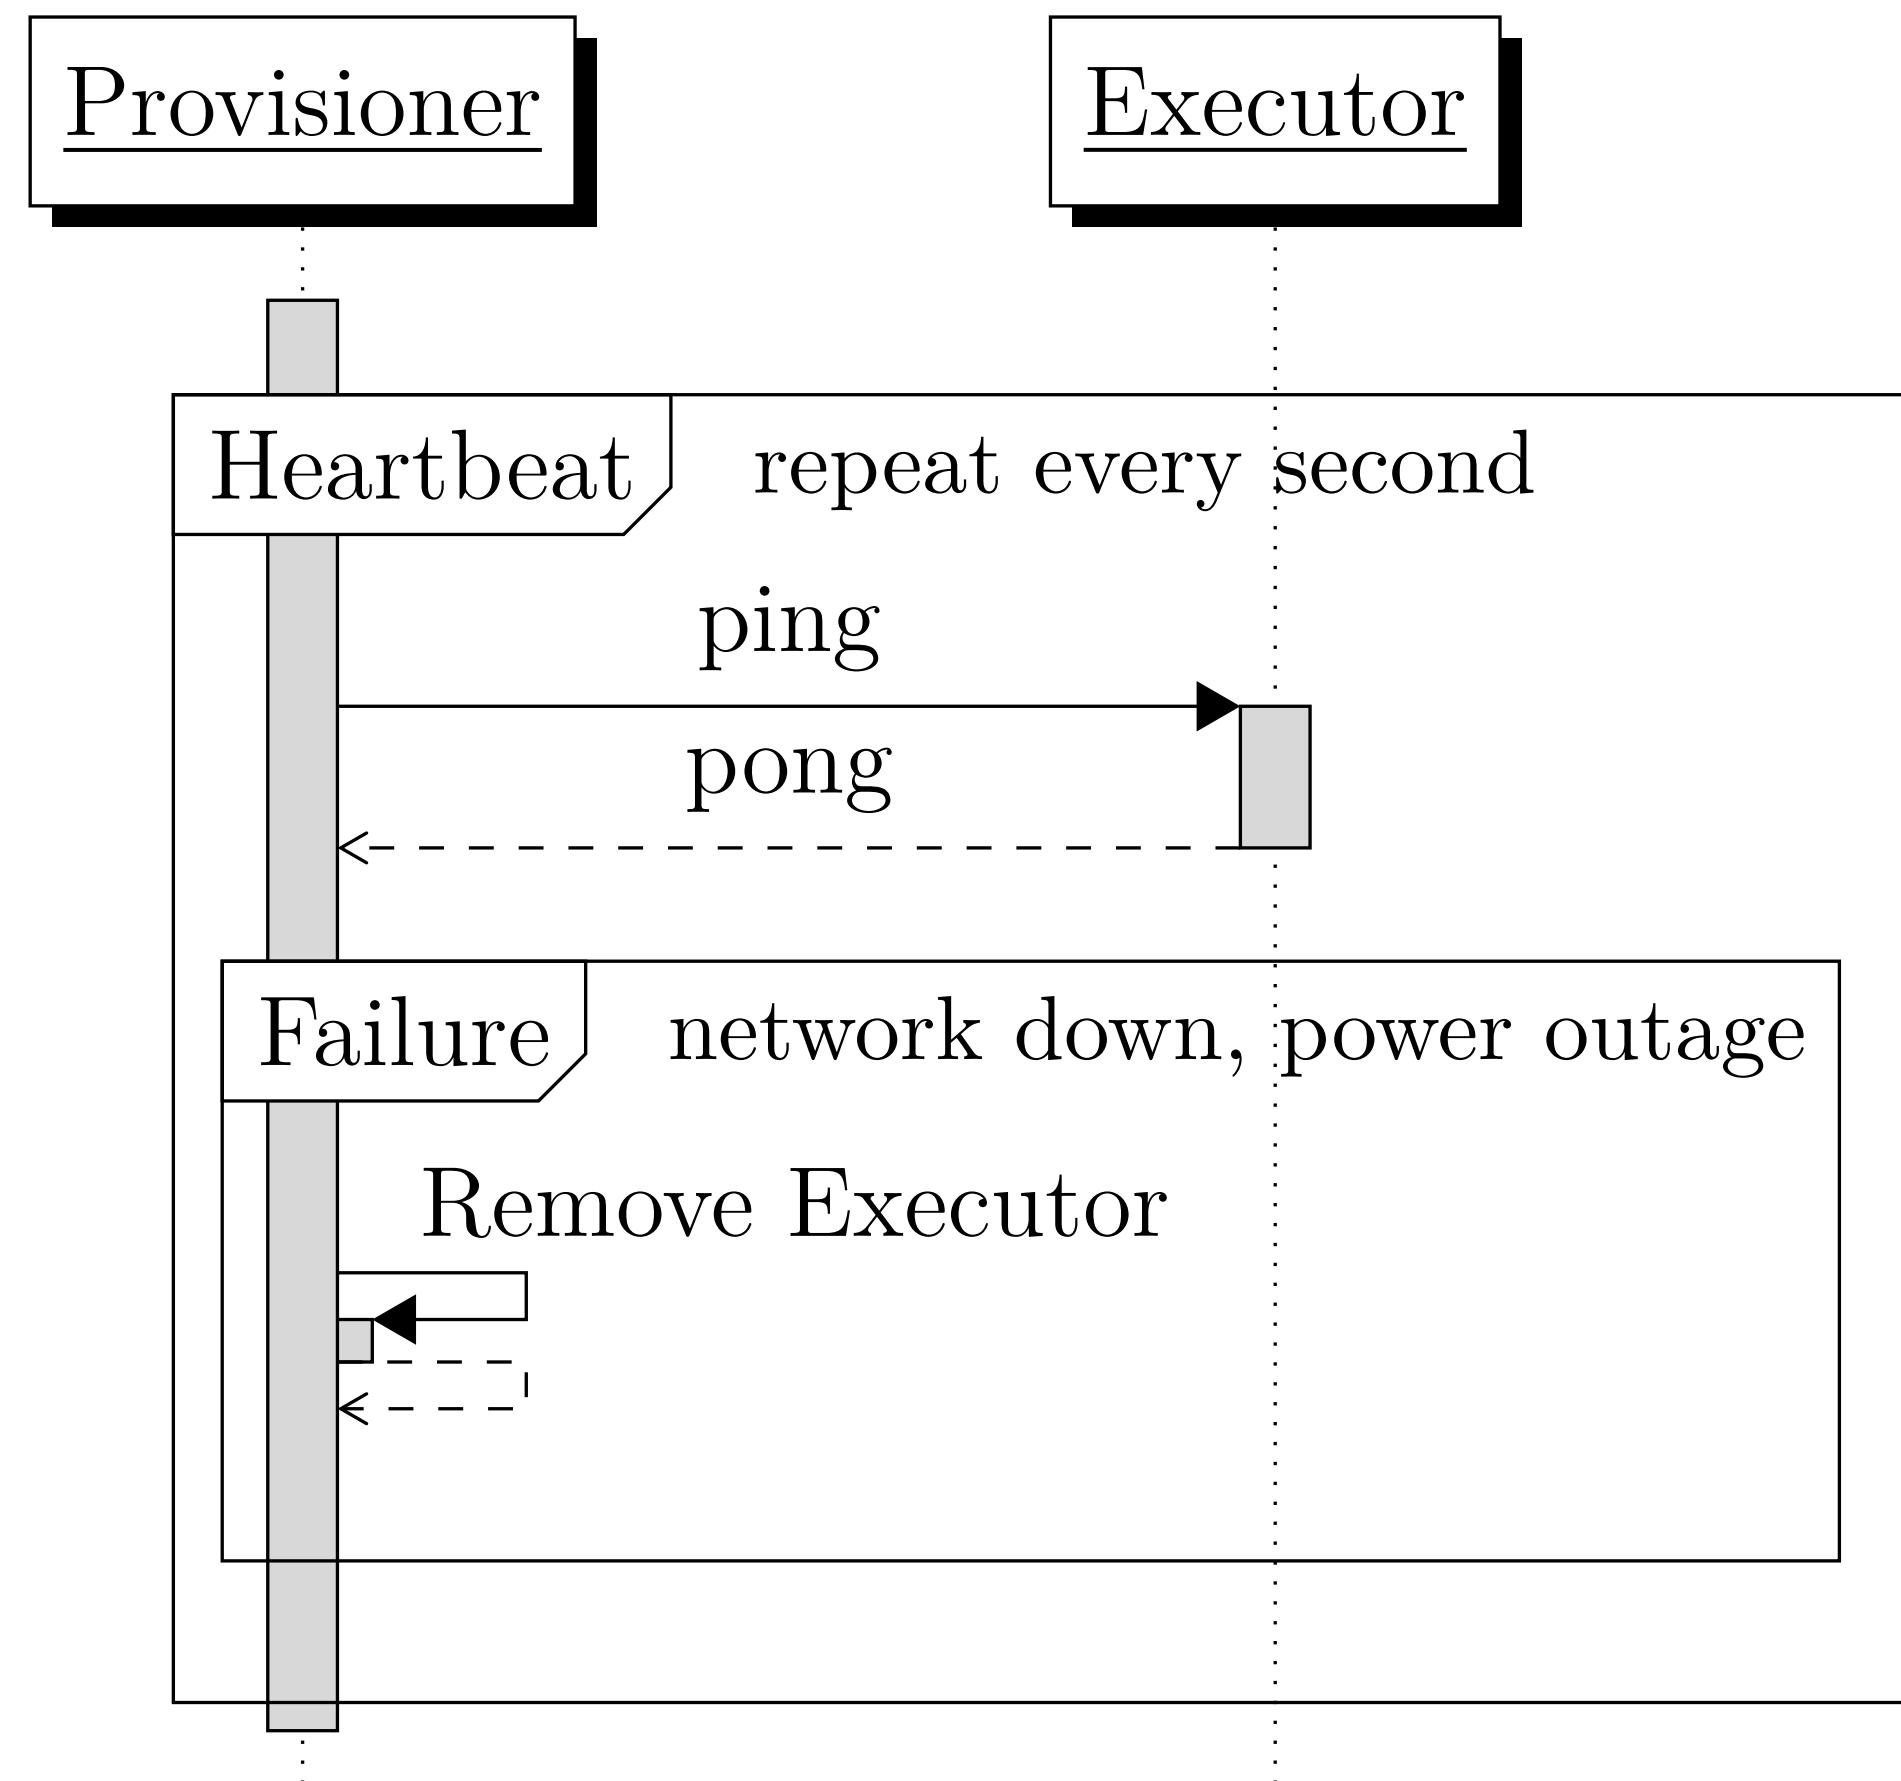 Provisioner
Executor
Heartbeat
repeat every second
ping
pong
Failure
network down, power outage
Remove Executor